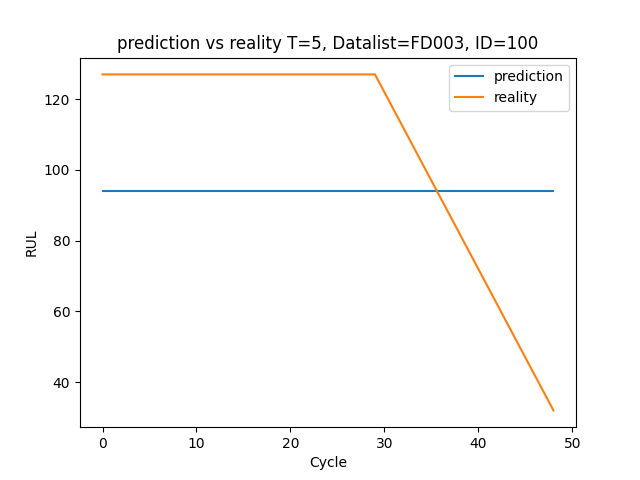 prediction vs reality T=5, Datalist=FD003, ID=100
prediction
reality
120
100
80
60
40
RUL
0 10 20 30 40 50
Cycle